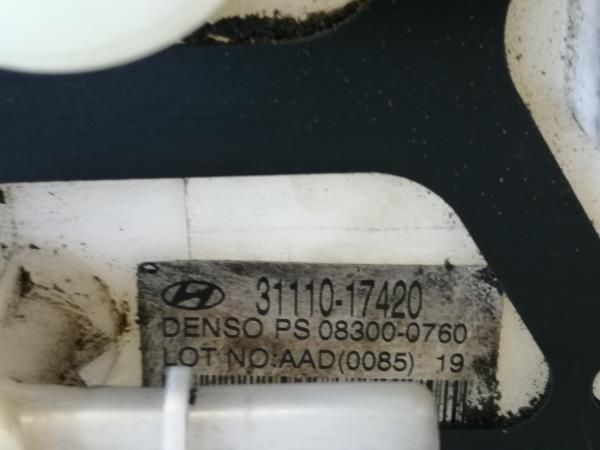 31110-17420
DENSO PS 08300-0760
LOT NO:AAD(0085) 19